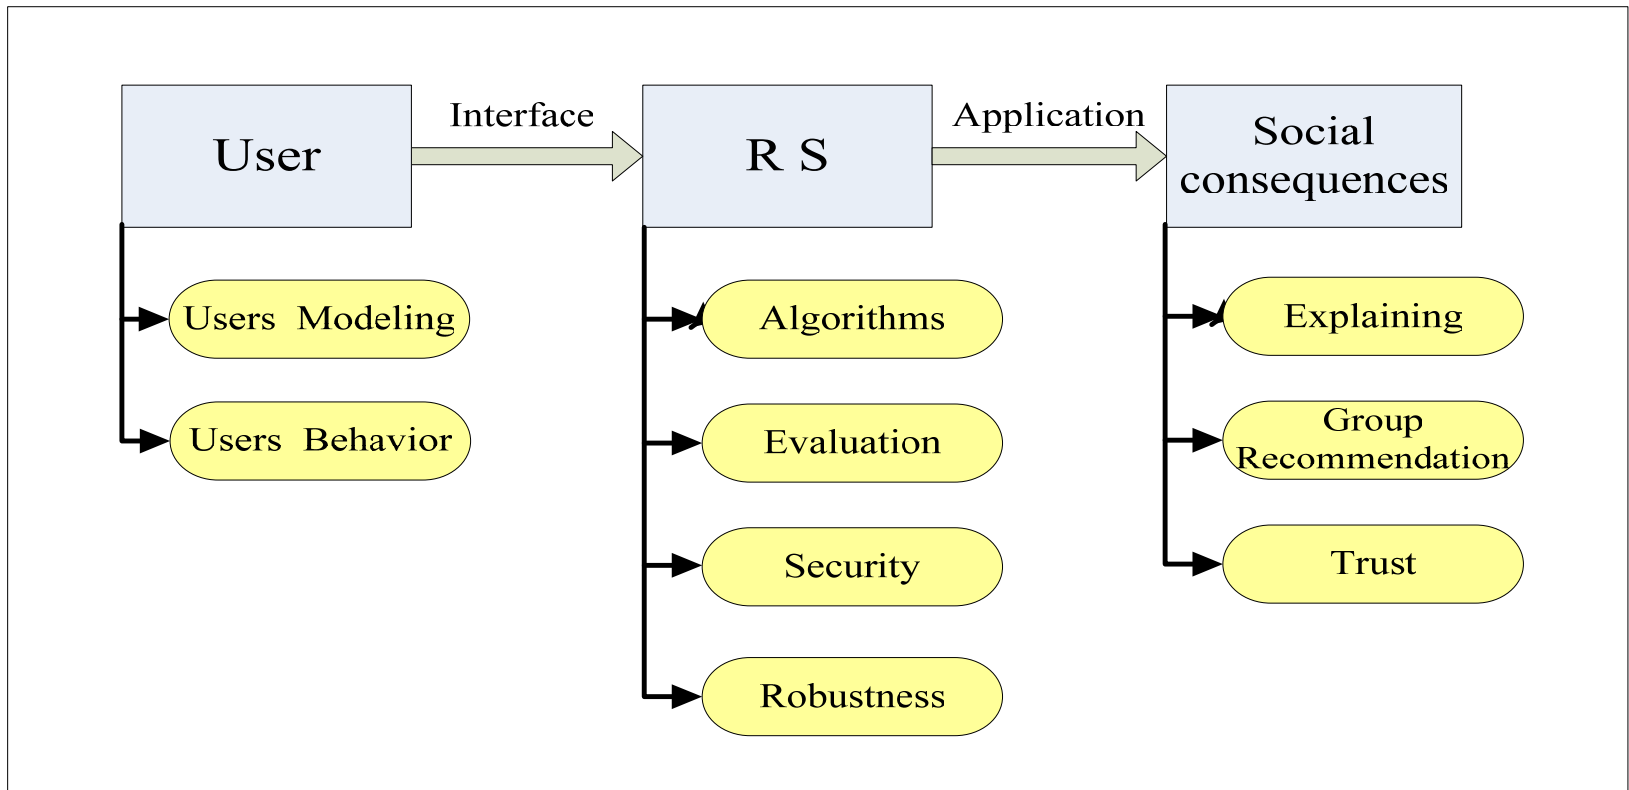 User
Interface
R S
Application
Social
consequences
Users Modeling
Users Behavior
Algorithms
Evaluation
Security
Robustness
Explaining
Group
Recommendation
Trust